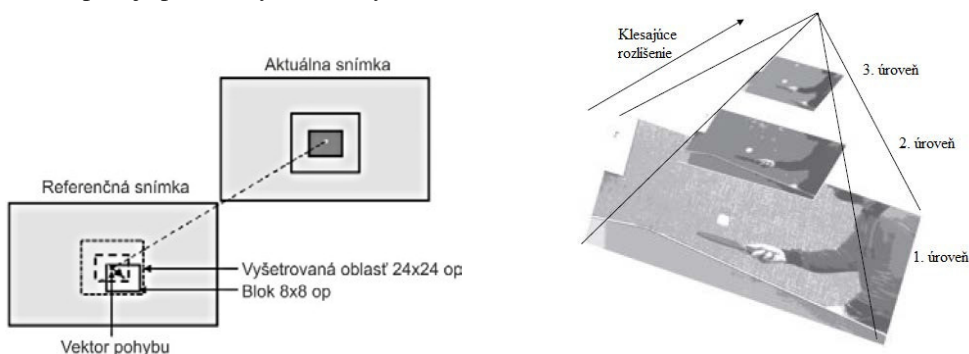 Aktuálna snímka
Referenčná snímka
Vyšetrovaná oblasť 24x24 op
Blok 8x8 op
Vektor pohybu
Klesajúce
rozlíšenie
3. úroveň
2. úroveň
1. úroveň